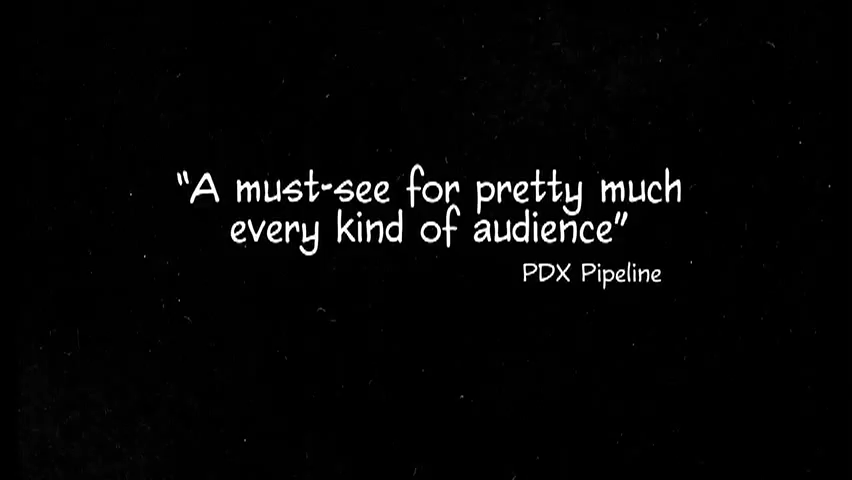 “A must-see for pretty much
every kind of audience”
PDX Pipeline